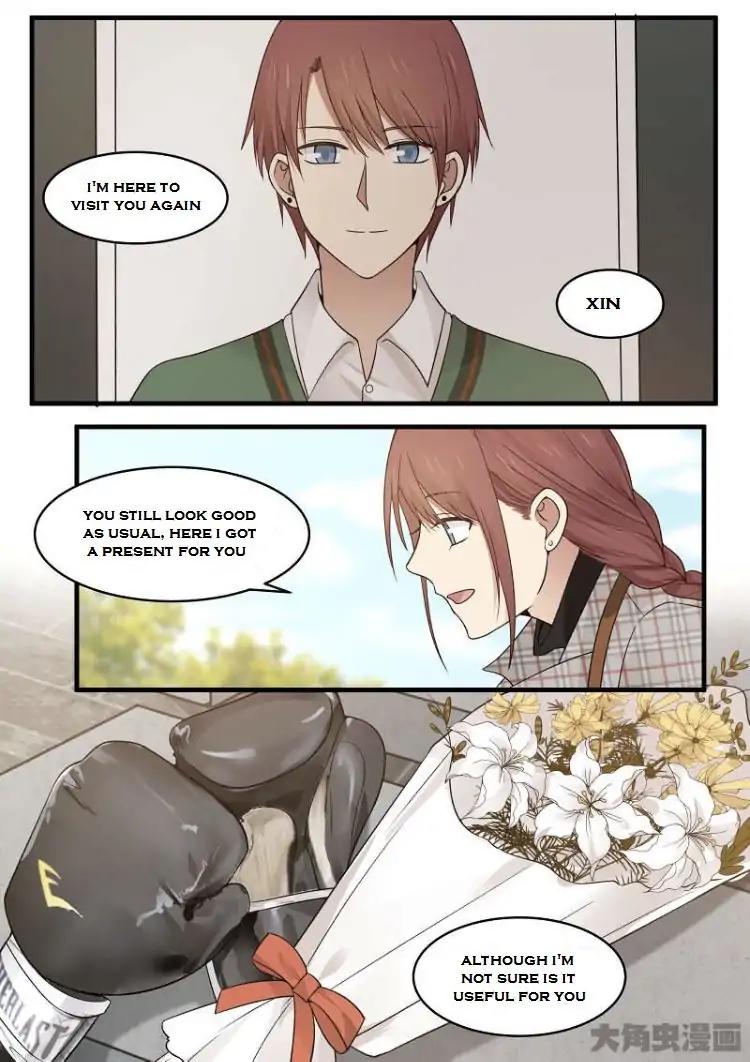 I'M HERE TO
VISIT YOU AGAIN
XIN
YOU STILL LOOK GOOD
AS USUAL, HERE I GOT
A PRESENT FOR YOU
E
VERLAST
ALTHOUGH I'M
NOT SURE IS IT
USEFUL FOR YOU
大角虫漫画